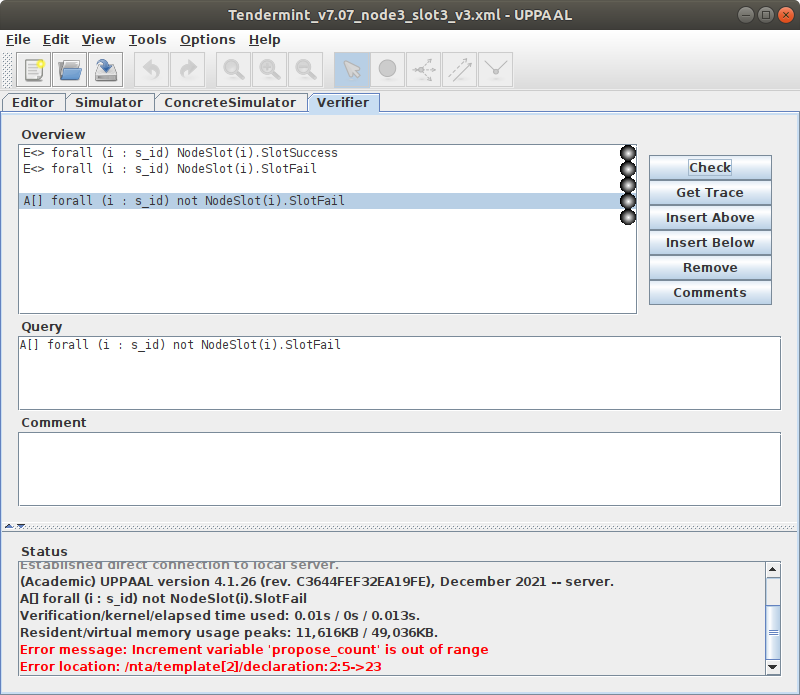 Tendermint_v7.07_node3_slot3_v3.xml - UPPAAL
File Edit View Tools Options Help
Editor Simulator ConcreteSimulator Verifier
Overview
E<> forall (i : s_id) NodeSlot(i).SlotSuccess
E<> forall (i : s_id) NodeSlot(i).SlotFail
A[] forall (i : s_id) not NodeSlot(i).SlotFail
Check
Get Trace
Insert Above
Insert Below
Remove
Comments
Query
A[] forall (i : s_id) not NodeSlot(i).SlotFail
Comment
Status
Established direct connection to local server.
(Academic) UPPAAL version 4.1.26 (rev. C3644FEF32EA19FE), December 2021 -- server.
A[] forall (i : s_id) not NodeSlot(i).SlotFail
Verification/kernel/elapsed time used: 0.01s / 0s / 0.013s.
Resident/virtual memory usage peaks: 11,616KB / 49,036KB.
Error message: Increment variable 'propose_count' is out of range
Error location: /nta/template[2]/declaration:2:5->23